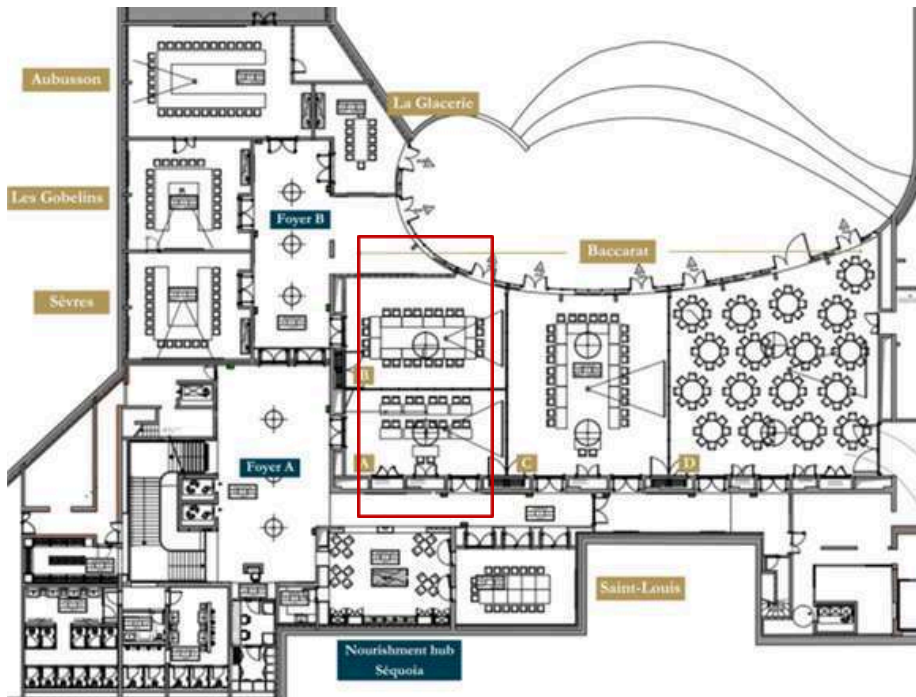 Aubusson
La Glacerie
Les Gobelins
Foyer B
Baccarat
Sèvres
B
A
C
D
Foyer A
Saint-Louis
Nourishment hub
Séquoia